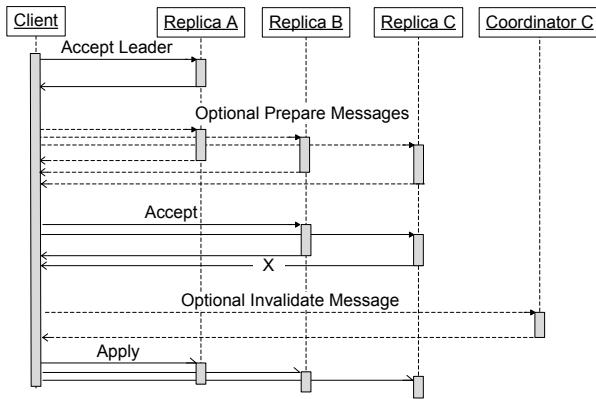 Client
Replica A
Replica B
Replica C
Coordinator C
Accept Leader
Optional Prepare Messages
Accept
X
Optional Invalidate Message
Apply